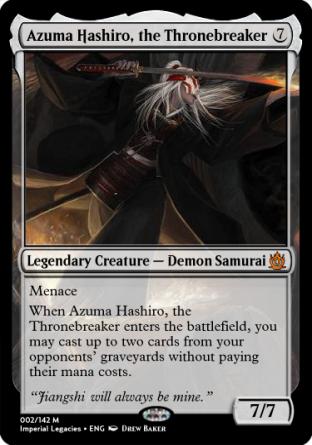 Azuma Hashiro, the Thronebreaker 7
Legendary Creature — Demon Samurai
Menace
When Azuma Hashiro, the
Thronebreaker enters the battlefield, you
may cast up to two cards from your
opponents' graveyards without paying
their mana costs.
"Jiangshi will always be mine."
7/7
002/142 M
Imperial Legacies • ENG Drew Baker